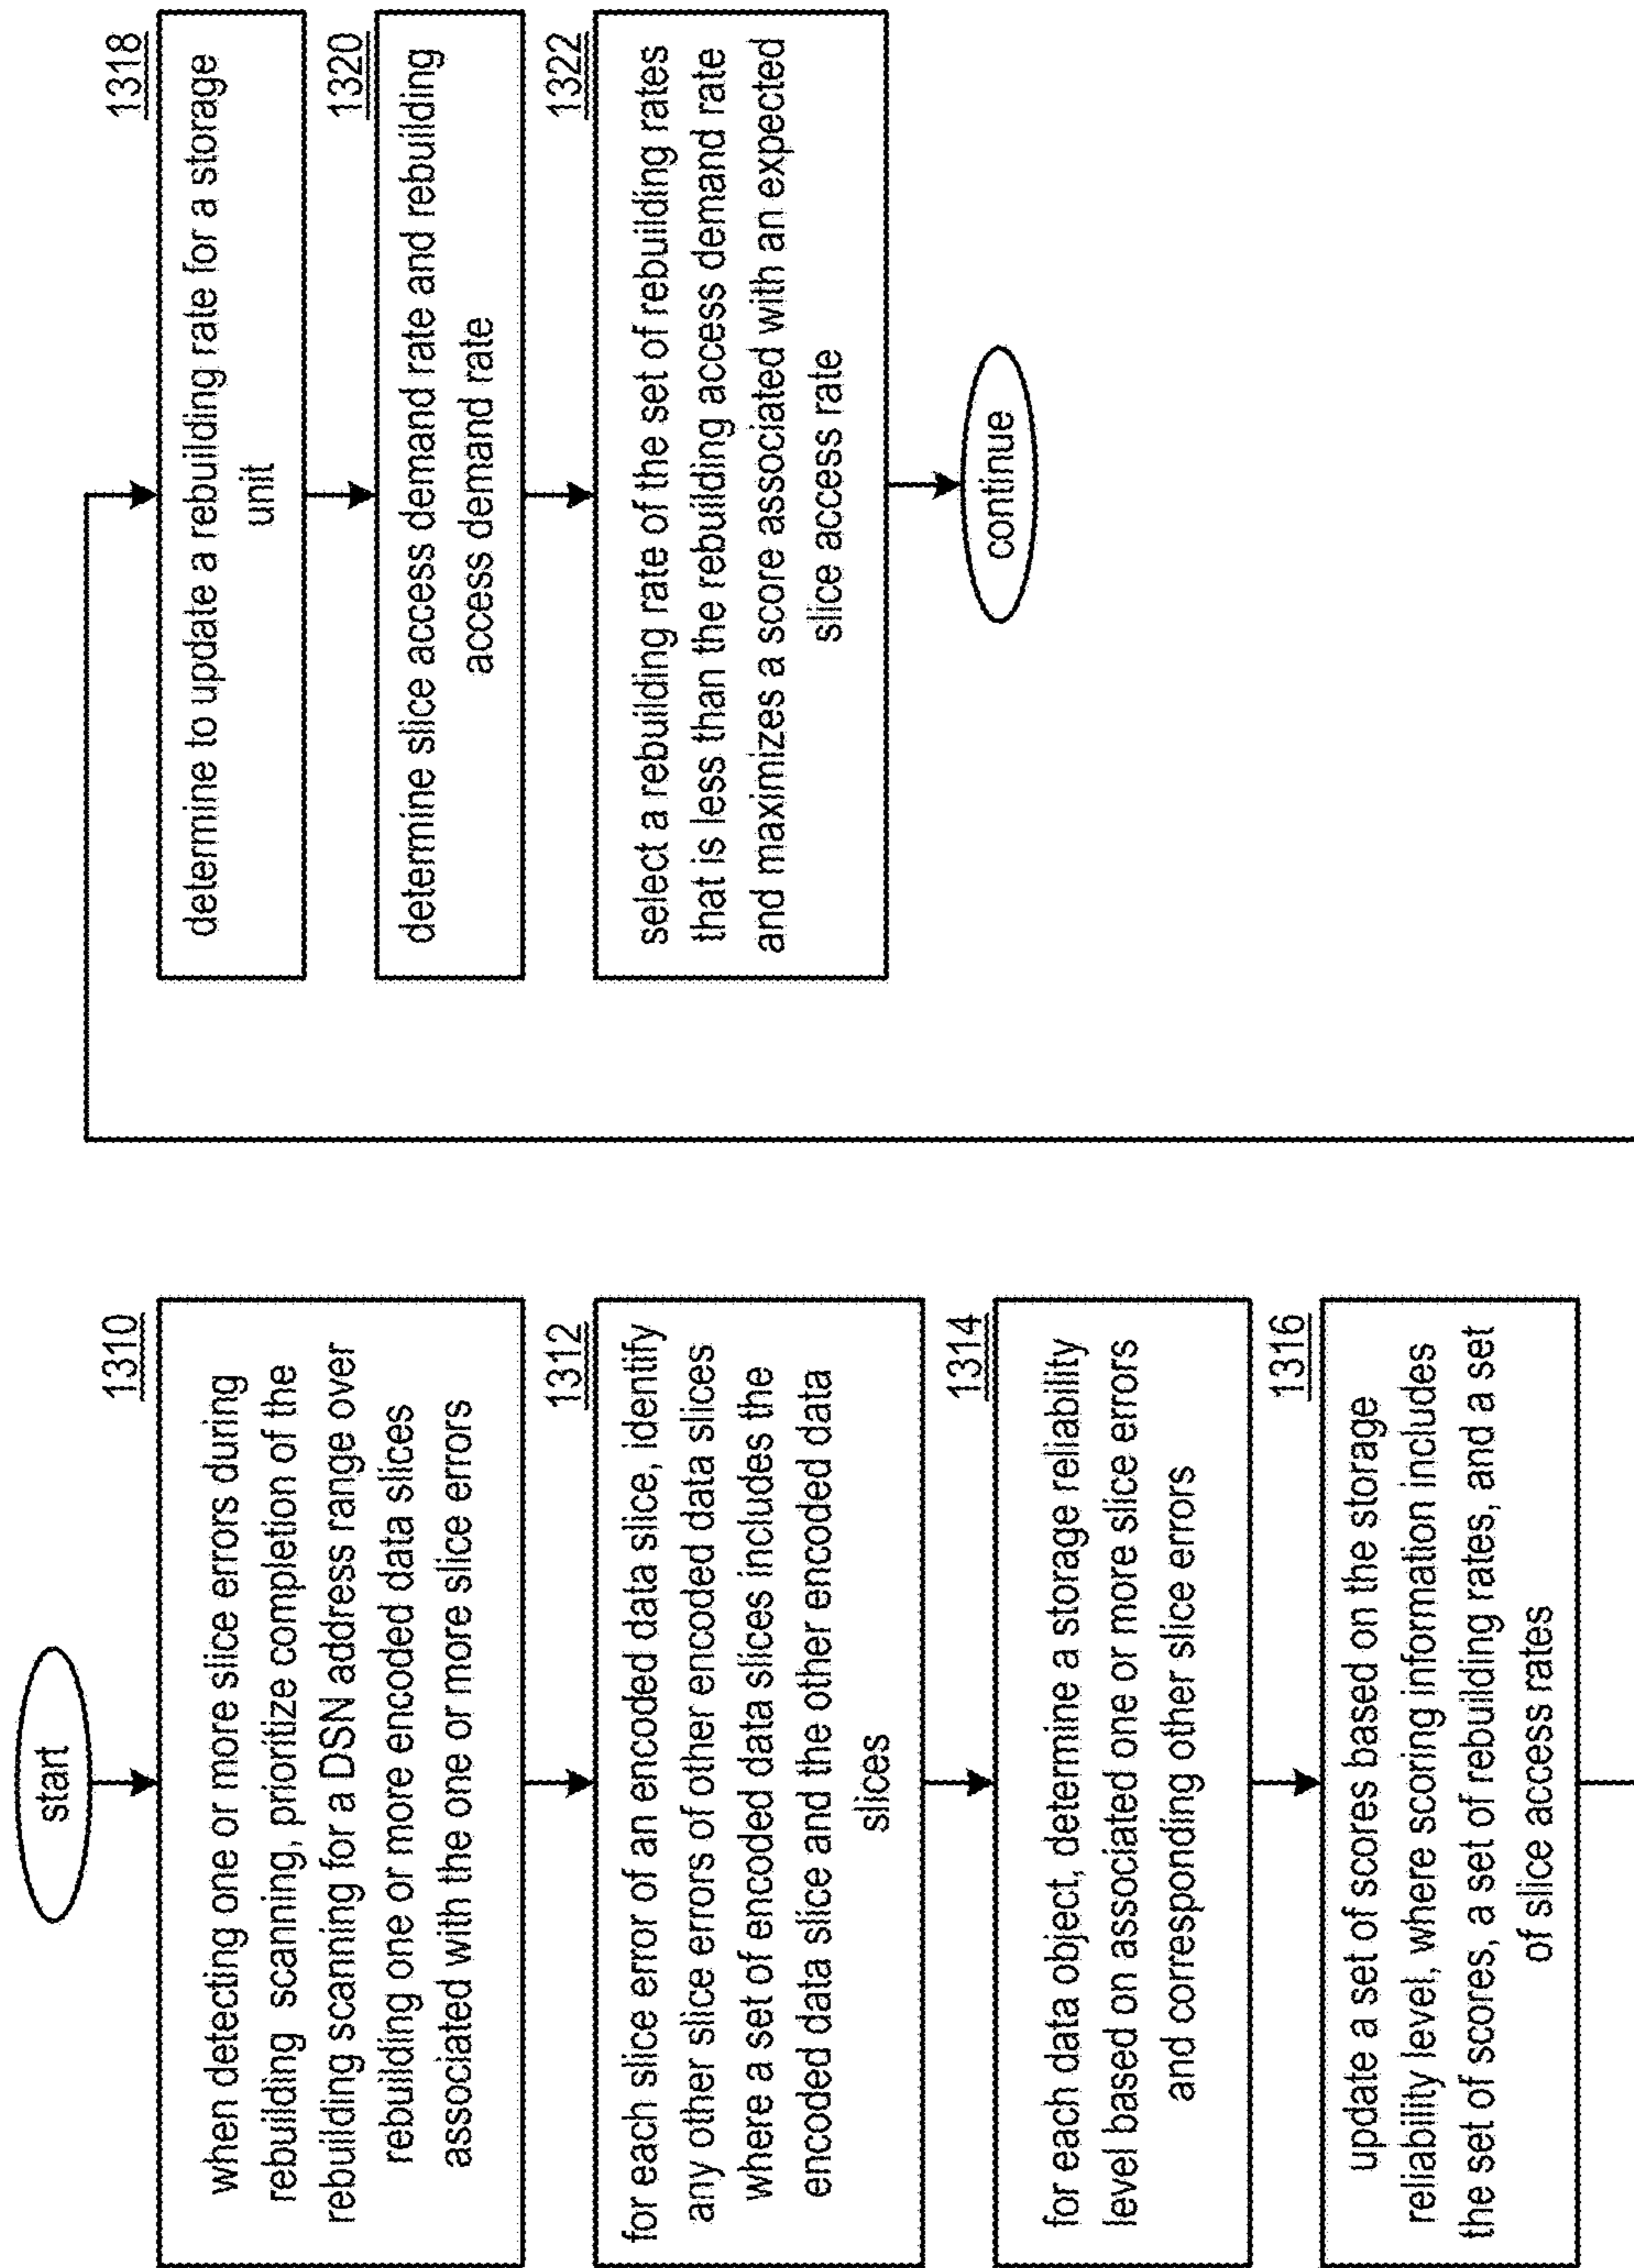 start
1310
when detecting one or more slice errors during
rebuilding scanning, prioritize completion of the
rebuilding scanning for a DSN address range over
rebuilding one or more encoded data slices
associated with the one or more slice errors
1312
for each slice error of an encoded data slice, identify
any other slice errors of other encoded data slices
where a set of encoded data slices includes the
encoded data slice and the other encoded data
slices
1314
for each data object, determine a storage reliability
level based on associated one or more slice errors
and corresponding other slice errors
1316
update a set of scores based on the storage
reliability level, where scoring information includes
the set of scores, a set of rebuilding rates, and a set
of slice access rates
1318
determine to update a rebuilding rate for a storage
unit
1320
determine slice access demand rate and rebuilding
access demand rate
1322
select a rebuilding rate of the set of rebuilding rates
that is less than the rebuilding access demand rate
and maximizes a score associated with an expected
slice access rate
continue